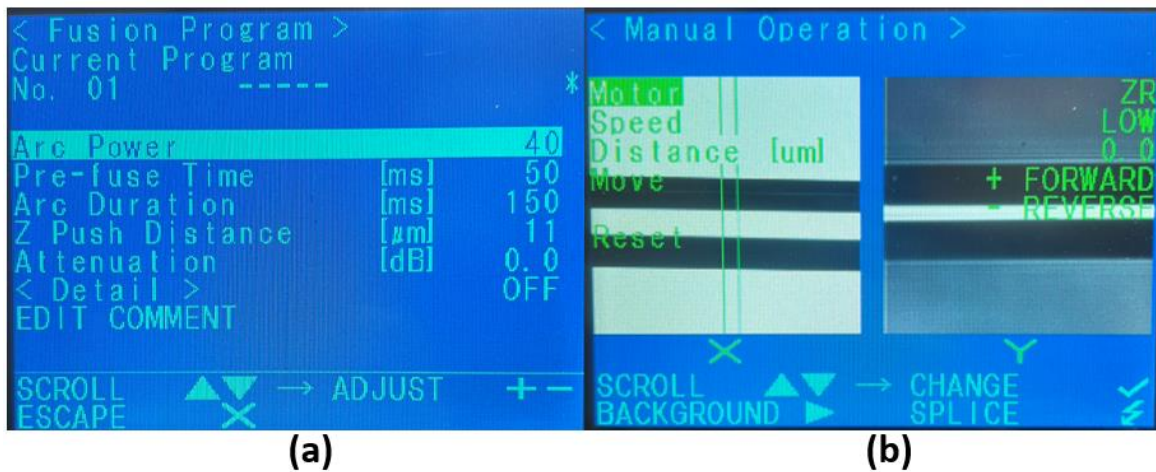 < Fusion Program >
Current Program
No. 01 ----- *
Arc Power 40
Pre-fuse Time [ms] 50
Arc Duration [ms] 150
Z Push Distance [µm] 11
Attenuation [dB] 0.0
< Detail > OFF
EDIT COMMENT
SCROLL ▲▼ → ADJUST + -
ESCAPE X
(a)
< Manual Operation >
Motor ZR
Speed LOW
Distance [um] 0.0
Move + FORWARD
- REVERSE
Reset
X Y
SCROLL ▲▼ → CHANGE ✓
BACKGROUND ▶ SPLICE
(b)